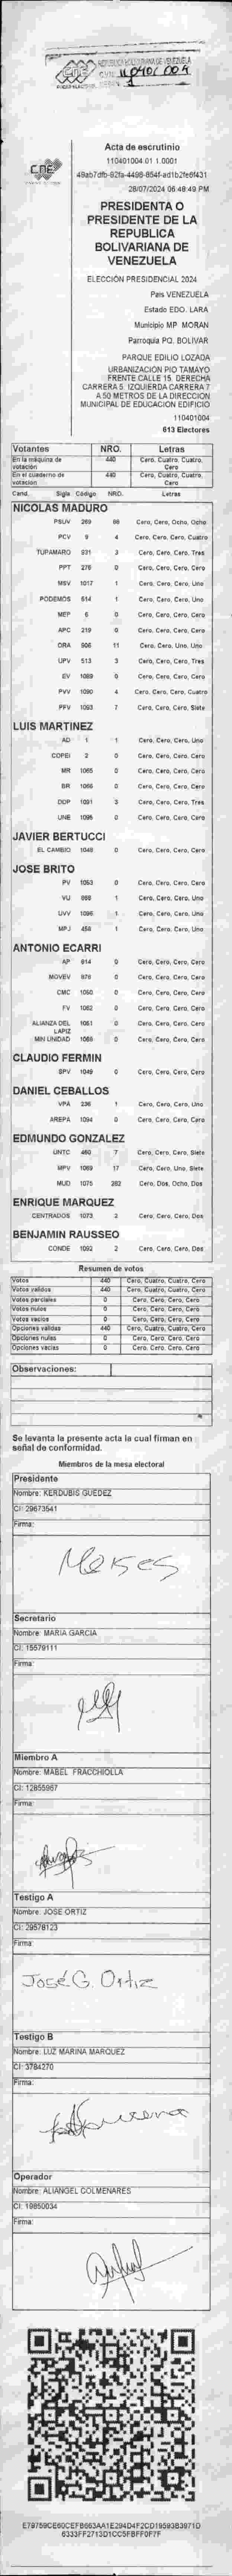 CNE
REPUBLICA BOLIVARIANA DE VENEZUELA
110401 004
CNE
Acta de escrutinio
110401004.01.1.0001
49ab7dfb-92fa-4498-854f-ad1b2fe6f431
28/07/2024 06:48:49 PM
PRESIDENTA O
PRESIDENTE DE LA
REPUBLICA
BOLIVARIANA DE
VENEZUELA
ELECCIÓN PRESIDENCIAL 2024
Pais VENEZUELA
Estado EDO. LARA
Municipio MP. MORAN
Parroquia PQ. BOLIVAR
PARQUE EDILIO LOZADA
URBANIZACION PIO TAMAYO
FRENTE CALLE 15. DERECHA
CARRERA 5. IZQUIERDA CARRERA 7
A 50 METROS DE LA DIRECCION
MUNICIPAL DE EDUCACION EDIFICIO
110401004
613 Electores
Votantes NRO. Letras
En la máquina de votación 440 Cero, Cuatro, Cuatro, Cero
En el cuaderno de votación 440 Cero, Cuatro, Cuatro, Cero
Cand. Sigla Código NRO. Letras
NICOLAS MADURO
PSUV 269 88 Cero, Cero, Ocho, Ocho
PCV 9 4 Cero, Cero, Cero, Cuatro
TUPAMARO 931 3 Cero, Cero, Cero, Tres
PPT 276 0 Cero, Cero, Cero, Cero
MSV 1017 1 Cero, Cero, Cero, Uno
PODEMOS 614 1 Cero, Cero, Cero, Uno
MEP 6 0 Cero, Cero, Cero, Cero
APC 219 0 Cero, Cero, Cero, Cero
ORA 906 11 Cero, Cero, Uno, Uno
UPV 513 3 Cero, Cero, Cero, Tres
EV 1089 0 Cero, Cero, Cero, Cero
PVV 1090 4 Cero, Cero, Cero, Cuatro
PFV 1093 7 Cero, Cero, Cero, Siete
LUIS MARTINEZ
AD 1 1 Cero, Cero, Cero, Uno
COPEI 2 0 Cero, Cero, Cero, Cero
MR 1065 0 Cero, Cero, Cero, Cero
BR 1066 0 Cero, Cero, Cero, Cero
DDP 1091 3 Cero, Cero, Cero, Tres
UNE 1095 0 Cero, Cero, Cero, Cero
JAVIER BERTUCCI
EL CAMBIO 1048 0 Cero, Cero, Cero, Cero
JOSE BRITO
PV 1053 0 Cero, Cero, Cero, Cero
VU 869 1 Cero, Cero, Cero, Uno
UVV 1096 1 Cero, Cero, Cero, Uno
MPJ 454 1 Cero, Cero, Cero, Uno
ANTONIO ECARRI
AP 614 0 Cero, Cero, Cero, Cero
MOVEV 878 0 Cero, Cero, Cero, Cero
CMC 1050 0 Cero, Cero, Cero, Cero
FV 1062 0 Cero, Cero, Cero, Cero
ALIANZA DEL LAPIZ 1051 0 Cero, Cero, Cero, Cero
MIN UNIDAD 1068 0 Cero, Cero, Cero, Cero
CLAUDIO FERMIN
SPV 1049 0 Cero, Cero, Cero, Cero
DANIEL CEBALLOS
VPA 236 1 Cero, Cero, Cero, Uno
AREPA 1094 0 Cero, Cero, Cero, Cero
EDMUNDO GONZALEZ
UNTC 460 7 Cero, Cero, Cero, Siete
MPV 1069 17 Cero, Cero, Uno, Siete
MUD 1075 282 Cero, Dos, Ocho, Dos
ENRIQUE MARQUEZ
CENTRADOS 1073 2 Cero, Cero, Cero, Dos
BENJAMIN RAUSSEO
CONDE 1092 2 Cero, Cero, Cero, Dos
Resumen de votos
Votos 440 Cero, Cuatro, Cuatro, Cero
Votos validos 440 Cero, Cuatro, Cuatro, Cero
Votos parciales 0 Cero, Cero, Cero, Cero
Votos nulos 0 Cero, Cero, Cero, Cero
Votos vacios 0 Cero, Cero, Cero, Cero
Opciones validas 440 Cero, Cuatro, Cuatro, Cero
Opciones nulas 0 Cero, Cero, Cero, Cero
Opciones vacias 0 Cero, Cero, Cero, Cero
Observaciones:
Se levanta la presente acta la cual firman en
señal de conformidad.
Miembros de la mesa electoral
Presidente
Nombre: KERDUBIS GUEDEZ
CI: 29673541
Firma:
Moises
Secretario
Nombre: MARIA GARCIA
CI: 15579111
Firma:
Miembro A
Nombre: MABEL FRACCHIOLLA
CI: 12855967
Firma:
Testigo A
Nombre: JOSE ORTIZ
CI: 29578123
Firma:
José G. Ortiz
Testigo B
Nombre: LUZ MARINA MARQUEZ
CI: 3784270
Firma:
Operador
Nombre: ALIANGEL COLMENARES
CI: 19850034
Firma:
E79759CE60CEFB663AA1E294D4F2CD19593B3971D
6333FF2713D1CC5FBFF0F7F